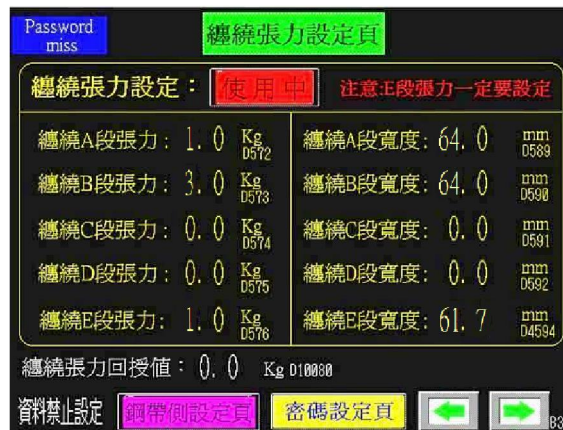 Password
miss
纏繞張力設定頁
纏繞張力設定：
使用中
注意:E段張力一定要設定
纏繞A段張力: 1.0 Kg D572
纏繞A段寬度: 64.0 mm D589
纏繞B段張力: 3.0 Kg D573
纏繞B段寬度: 64.0 mm D590
纏繞C段張力: 0.0 Kg D574
纏繞C段寬度: 0.0 mm D591
纏繞D段張力: 0.0 Kg D575
纏繞D段寬度: 0.0 mm D592
纏繞E段張力: 1.0 Kg D576
纏繞E段寬度: 61.7 mm D4594
纏繞張力回授值: 0.0 Kg D10080
資料禁止設定
鋼帶側設定頁
密碼設定頁
83